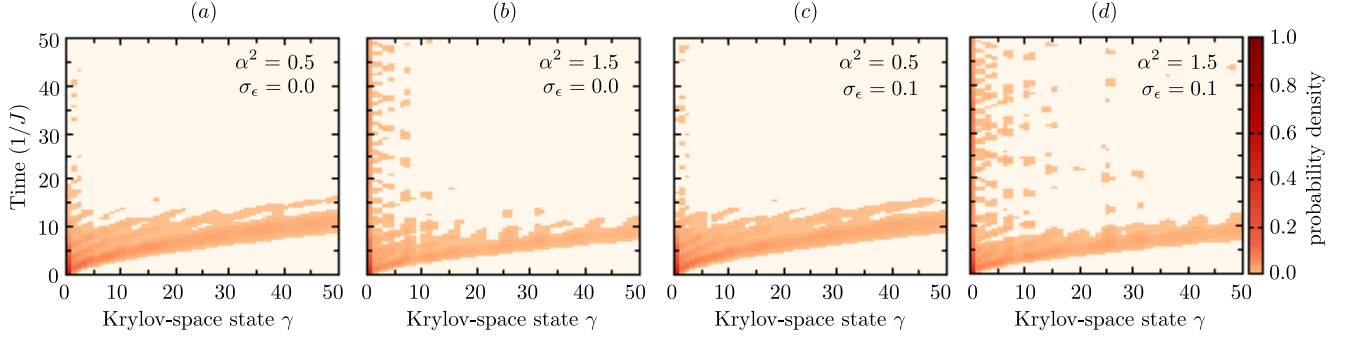 (a) (b) (c) (d)
α² = 0.5
σ_ϵ = 0.0
α² = 1.5
σ_ϵ = 0.0
α² = 0.5
σ_ϵ = 0.1
α² = 1.5
σ_ϵ = 0.1
Time (1/J)
50
40
30
20
10
0
0 10 20 30 40 50
0 10 20 30 40 50
0 10 20 30 40 50
0 10 20 30 40 50
Krylov-space state γ
Krylov-space state γ
Krylov-space state γ
Krylov-space state γ
1.0
0.8
0.6
0.4
0.2
0.0
probability density